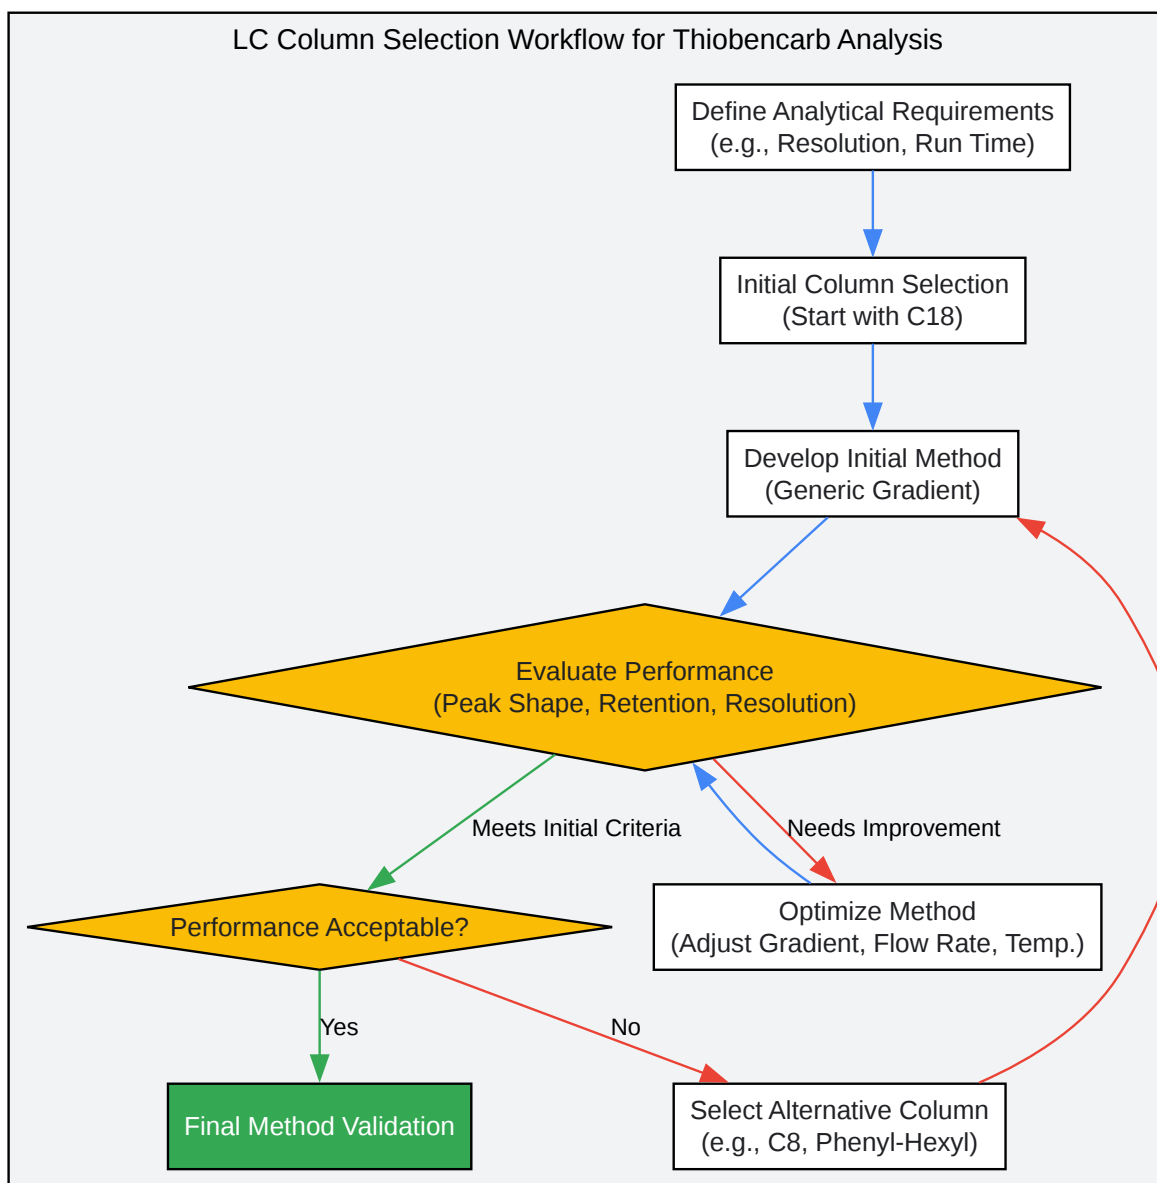 LC Column Selection Workflow for Thiobencarb Analysis
Define Analytical Requirements
(e.g., Resolution, Run Time)
Initial Column Selection
(Start with C18)
Develop Initial Method
(Generic Gradient)
Evaluate Performance
(Peak Shape, Retention, Resolution)
Meets Initial Criteria
Needs Improvement
Performance Acceptable?
Optimize Method
(Adjust Gradient, Flow Rate, Temp.)
Yes
No
Final Method Validation
Select Alternative Column
(e.g., C8, Phenyl-Hexyl)